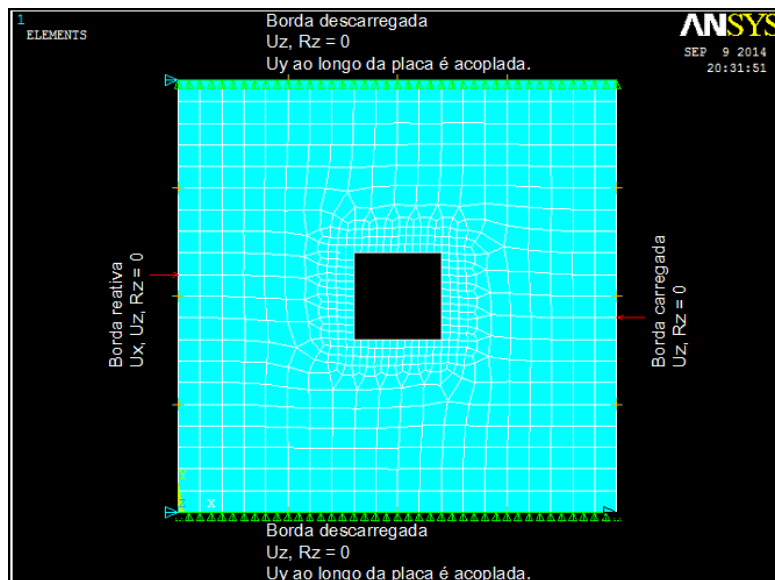 1
ELEMENTS
Borda descarregada
Uz, Rz = 0
Uy ao longo da placa é acoplada.
ANSYS
SEP 9 2014
20:31:51
Borda reativa
Ux, Uz, Rz = 0
Borda carregada
Uz, Rz = 0
Y
X
Borda descarregada
Uz, Rz = 0
Uy ao longo da placa é acoplada.